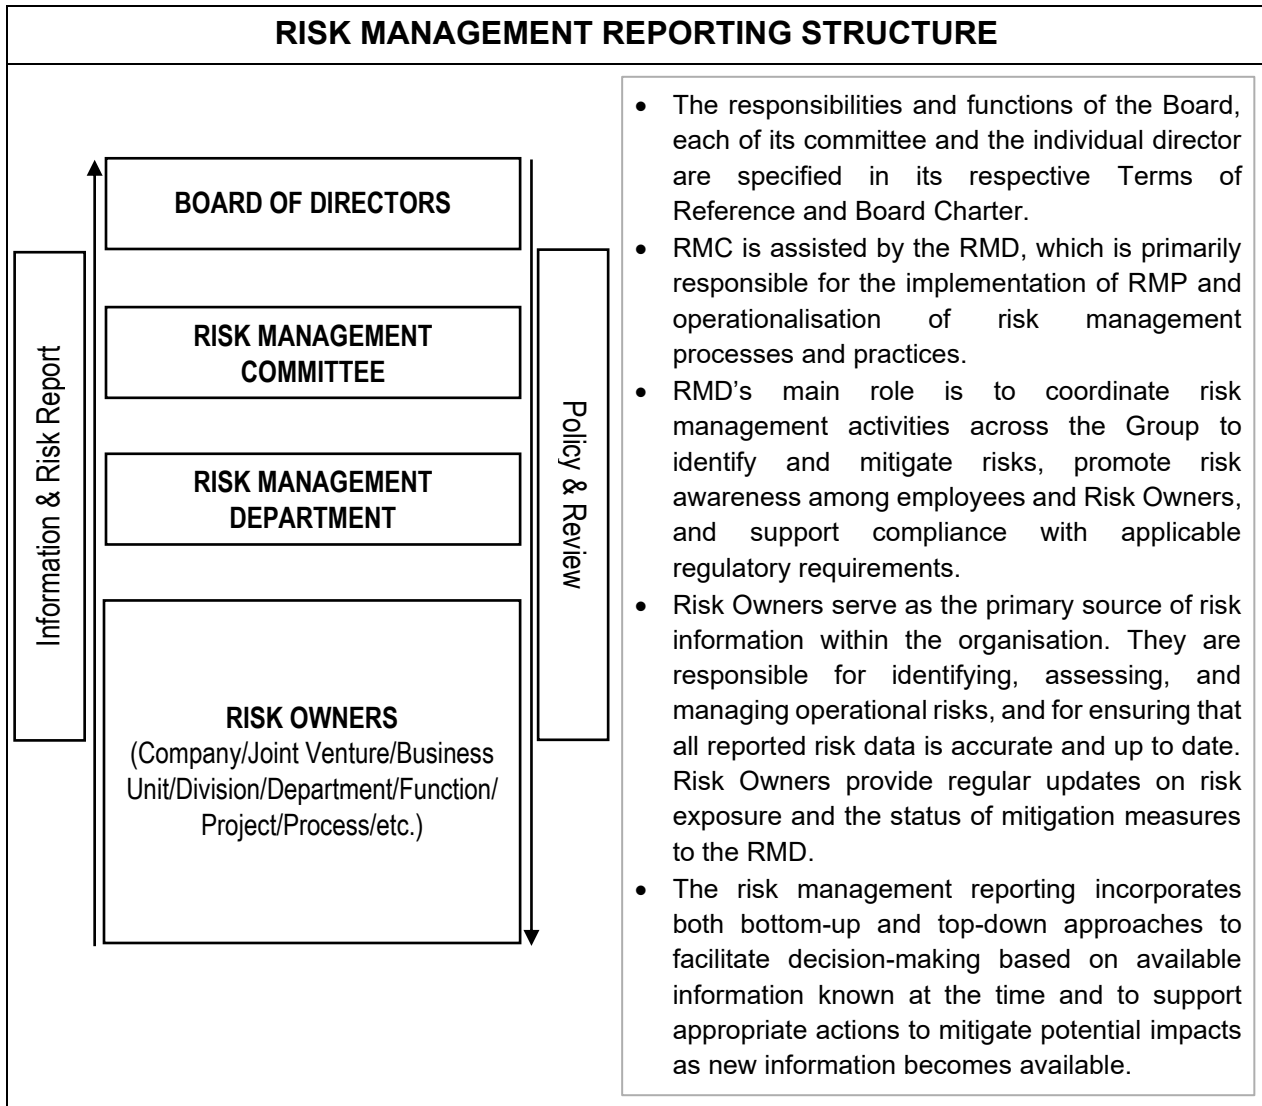 RISK MANAGEMENT REPORTING STRUCTURE
Information & Risk Report
BOARD OF DIRECTORS
RISK MANAGEMENT
COMMITTEE
RISK MANAGEMENT
DEPARTMENT
RISK OWNERS
(Company/Joint Venture/Business
Unit/Division/Department/Function/
Project/Process/etc.)
Policy & Review
• The responsibilities and functions of the Board,
each of its committee and the individual director
are specified in its respective Terms of
Reference and Board Charter.
• RMC is assisted by the RMD, which is primarily
responsible for the implementation of RMP and
operationalisation of risk management
processes and practices.
• RMD’s main role is to coordinate risk
management activities across the Group to
identify and mitigate risks, promote risk
awareness among employees and Risk Owners,
and support compliance with applicable
regulatory requirements.
• Risk Owners serve as the primary source of risk
information within the organisation. They are
responsible for identifying, assessing, and
managing operational risks, and for ensuring that
all reported risk data is accurate and up to date.
Risk Owners provide regular updates on risk
exposure and the status of mitigation measures
to the RMD.
• The risk management reporting incorporates
both bottom-up and top-down approaches to
facilitate decision-making based on available
information known at the time and to support
appropriate actions to mitigate potential impacts
as new information becomes available.